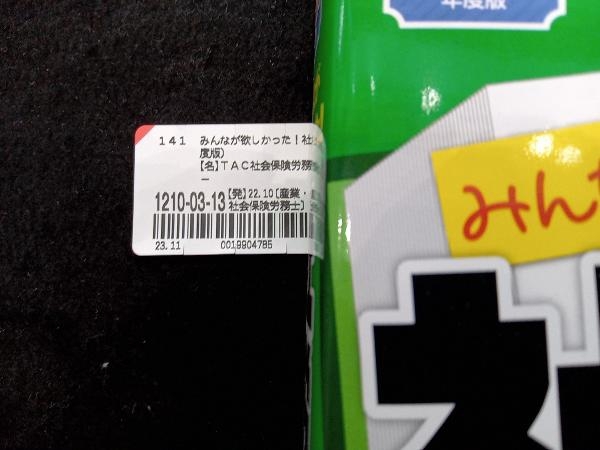 年度版
141 みんなが欲しかった！社
度版）
【名】TAC社会保険労務
ー
1210-03-13
【発】22.10〔産業・
社会保険労務士〕
23.11 0019904785
みん